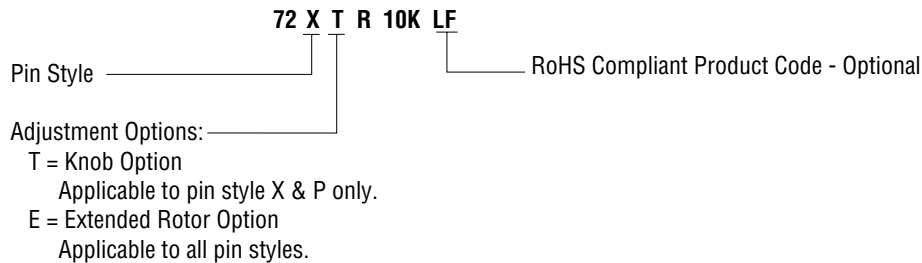 72 X T R 10K LF
Pin Style
RoHS Compliant Product Code - Optional
Adjustment Options:
T = Knob Option
Applicable to pin style X & P only.
E = Extended Rotor Option
Applicable to all pin styles.